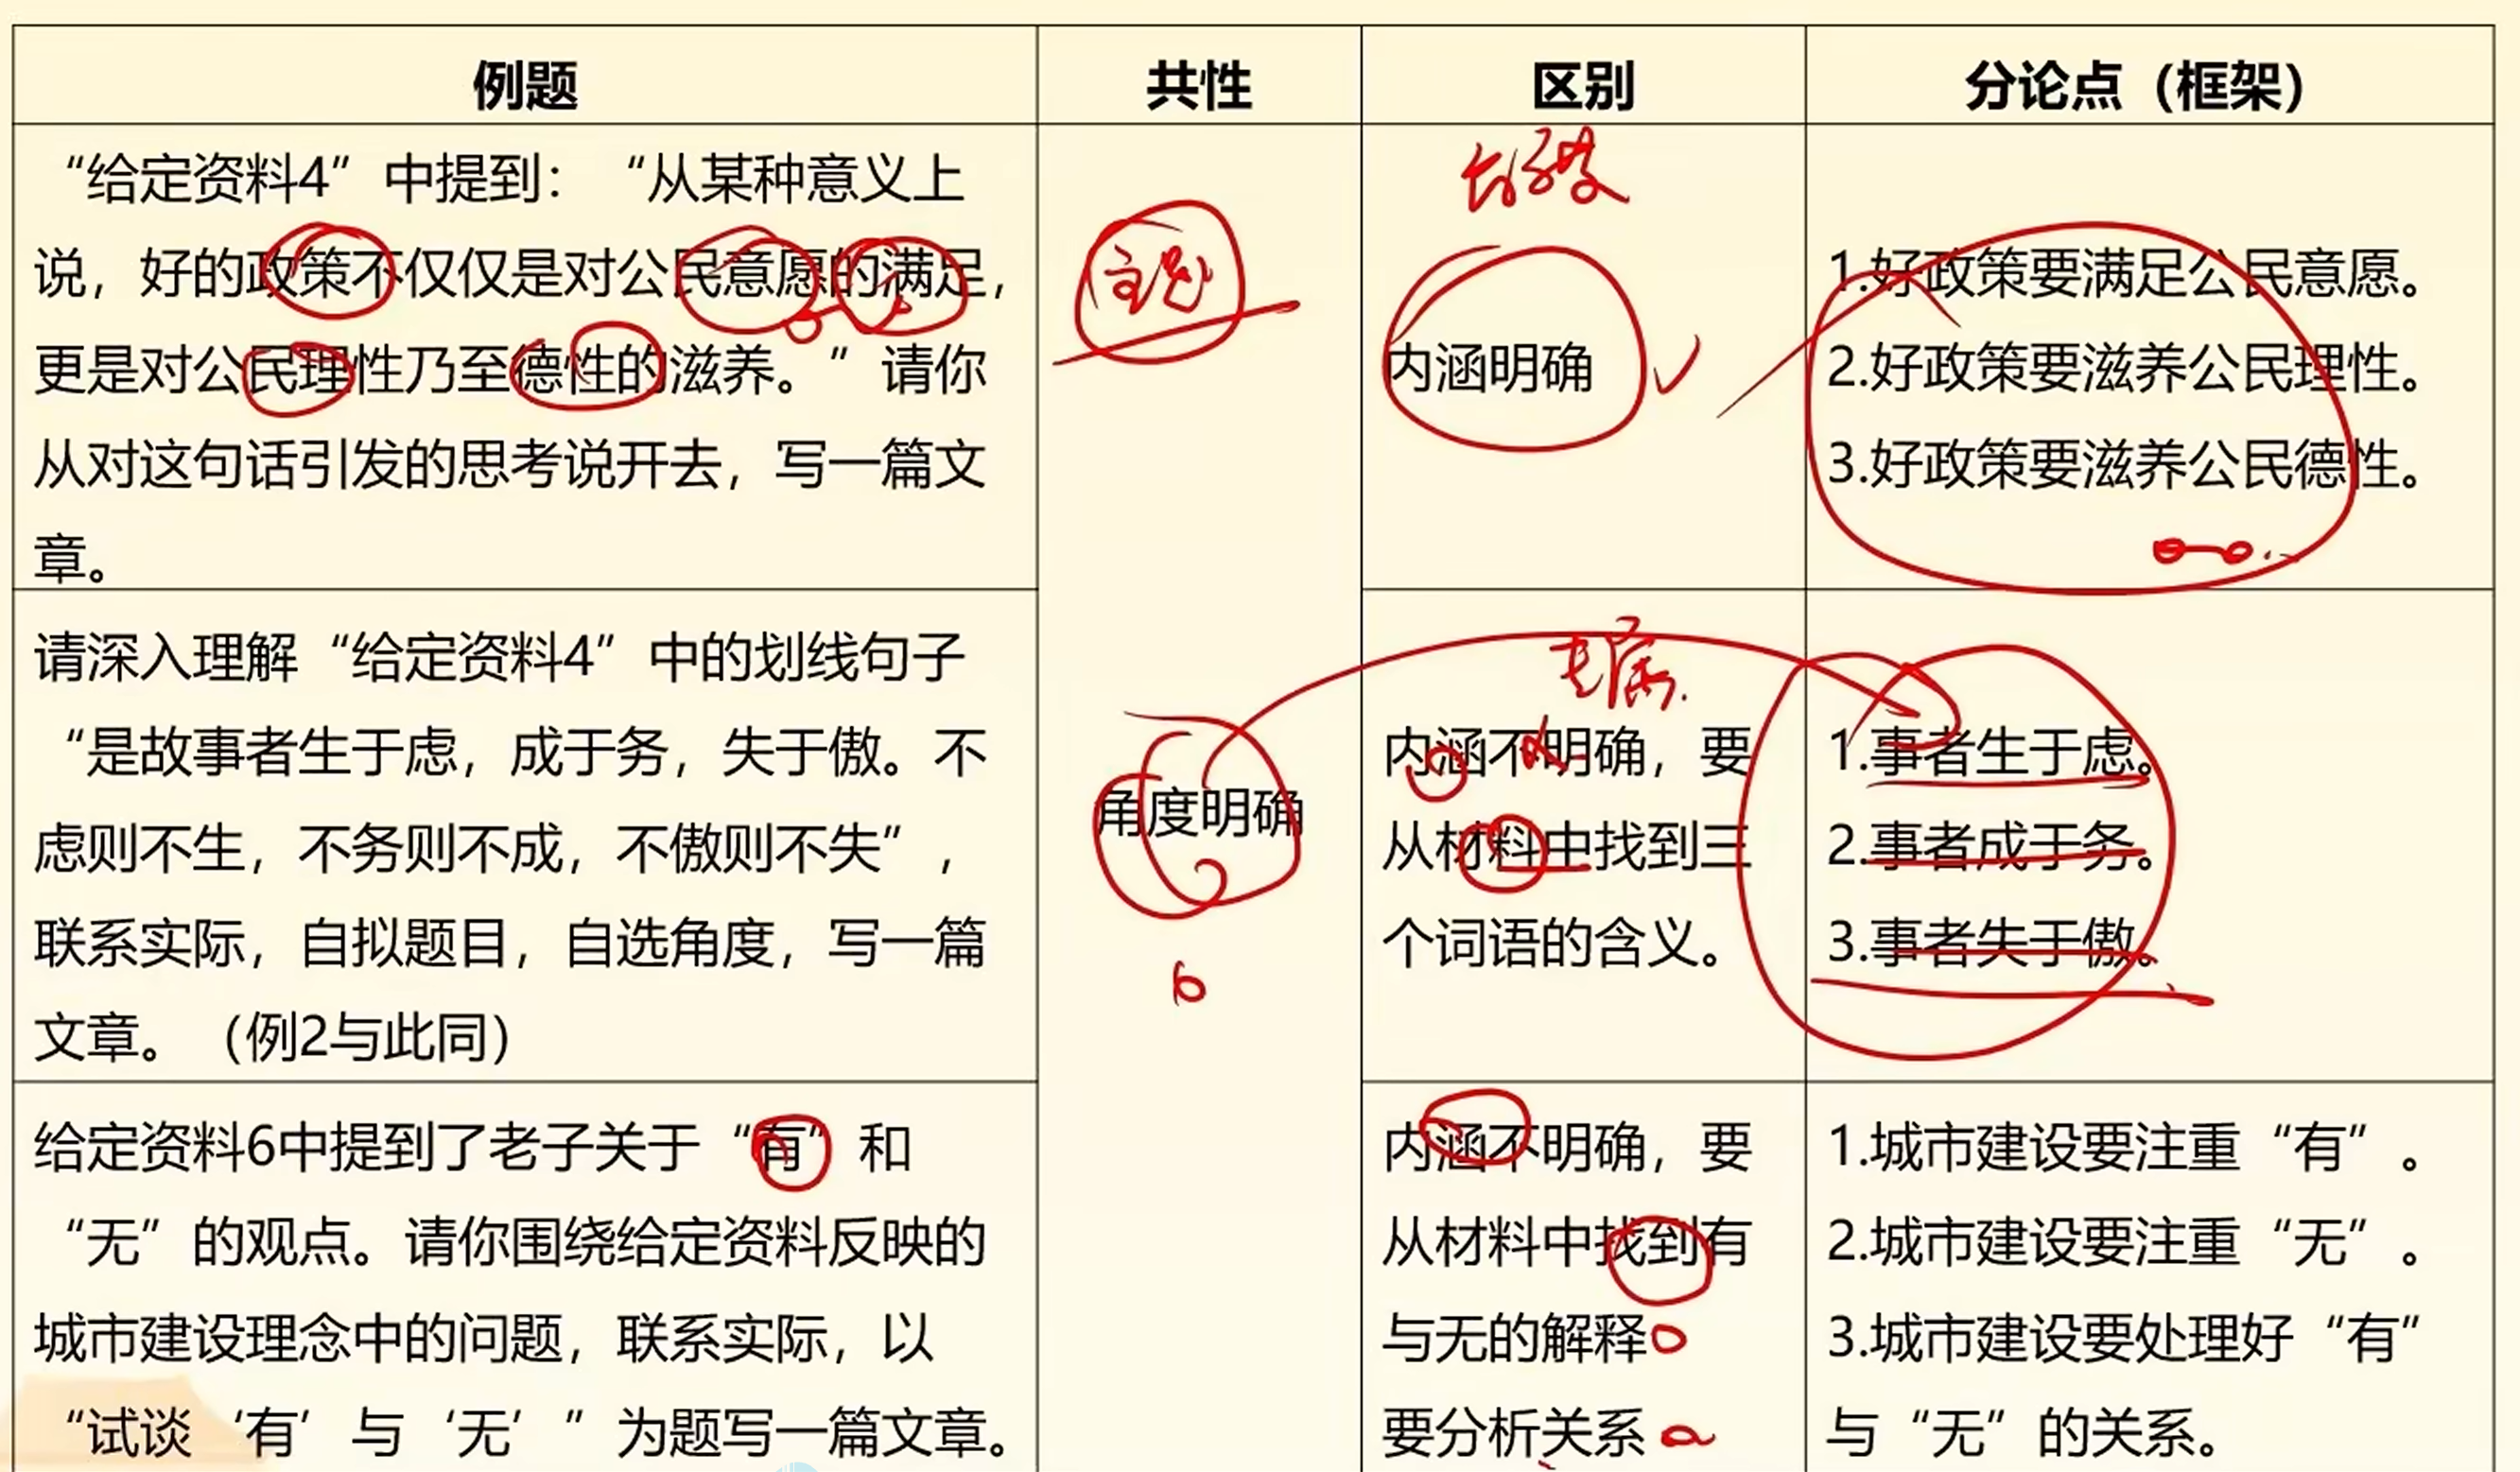 例题
共性
区别
分论点（框架）
“给定资料4”中提到：“从某种意义上
说，好的政策不仅仅是对公民意愿的满足，
更是对公民理性乃至德性的滋养。”请你
从对这句话引发的思考说开去，写一篇文
章。
内涵明确
1.好政策要满足公民意愿。
2.好政策要滋养公民理性。
3.好政策要滋养公民德性。
请深入理解“给定资料4”中的划线句子
“是故事者生于虑，成于务，失于傲。不
虑则不生，不务则不成，不傲则不失”，
联系实际，自拟题目，自选角度，写一篇
文章。（例2与此同）
角度明确
内涵不明确，要
从材料中找到三
个词语的含义。
1.事者生于虑。
2.事者成于务。
3.事者失于傲。
给定资料6中提到了老子关于“有”和
“无”的观点。请你围绕给定资料反映的
城市建设理念中的问题，联系实际，以
“试谈‘有’与‘无’”为题写一篇文章。
内涵不明确，要
从材料中找到有
与无的解释
要分析关系
1.城市建设要注重“有”。
2.城市建设要注重“无”。
3.城市建设要处理好“有”
与“无”的关系。